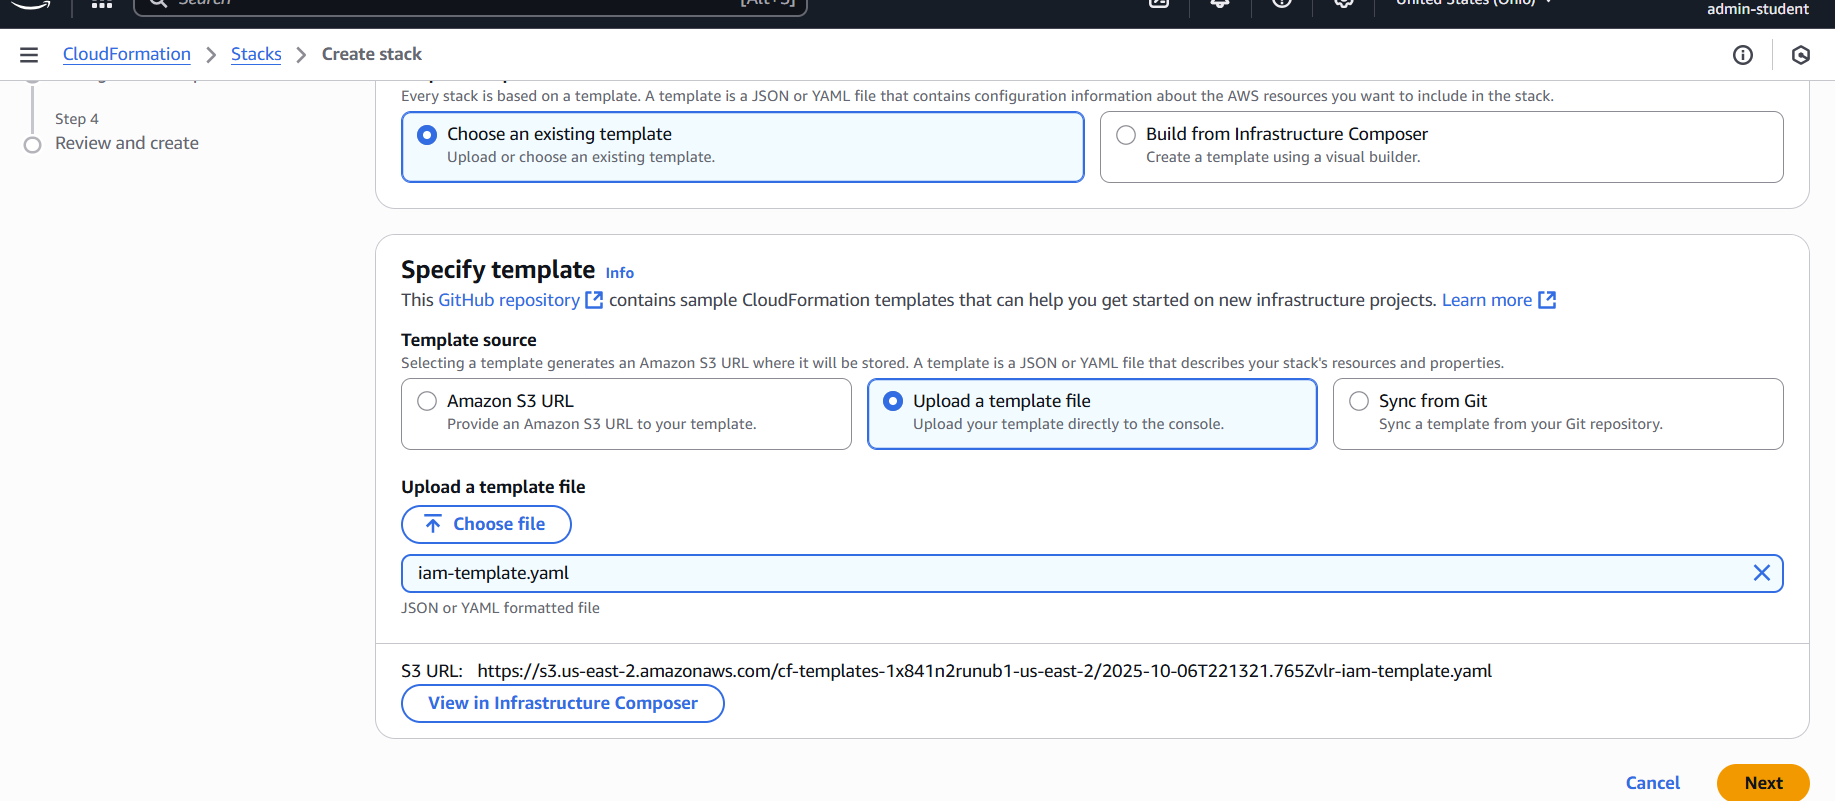 Search
[Alt+S]
United States (Ohio)
admin-student
CloudFormation
Stacks
Create stack
Step 4
Review and create
Every stack is based on a template. A template is a JSON or YAML file that contains configuration information about the AWS resources you want to include in the stack.
Choose an existing template
Upload or choose an existing template.
Build from Infrastructure Composer
Create a template using a visual builder.
Specify template Info
This GitHub repository contains sample CloudFormation templates that can help you get started on new infrastructure projects. Learn more
Template source
Selecting a template generates an Amazon S3 URL where it will be stored. A template is a JSON or YAML file that describes your stack's resources and properties.
Amazon S3 URL
Provide an Amazon S3 URL to your template.
Upload a template file
Upload your template directly to the console.
Sync from Git
Sync a template from your Git repository.
Upload a template file
Choose file
iam-template.yaml
JSON or YAML formatted file
S3 URL: https://s3.us-east-2.amazonaws.com/cf-templates-1x841n2runub1-us-east-2/2025-10-06T221321.765Zvlr-iam-template.yaml
View in Infrastructure Composer
Cancel
Next